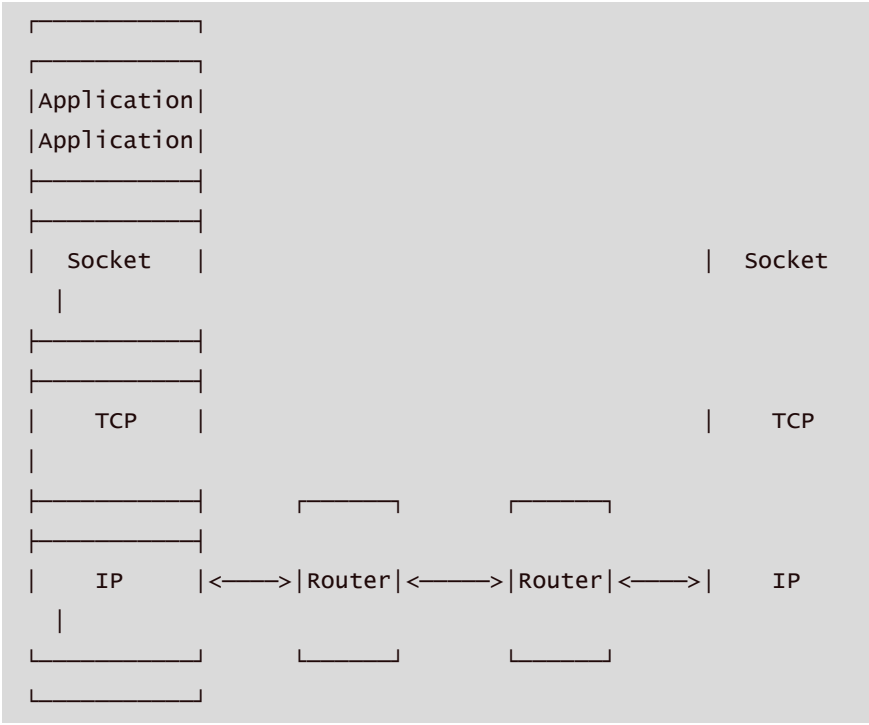 ┌───────────┐
┌───────────┐
│Application│
│Application│
├───────────┤
├───────────┤
│  Socket   │                                 │  Socket
  │
├───────────┤
├───────────┤
│    TCP    │                                 │    TCP
│
├───────────┤      ┌──────┐       ┌──────┐
├───────────┤
│    IP     │<────>│Router│<─────>│Router│<────>│    IP
  │
└───────────┘      └──────┘       └──────┘
└───────────┘